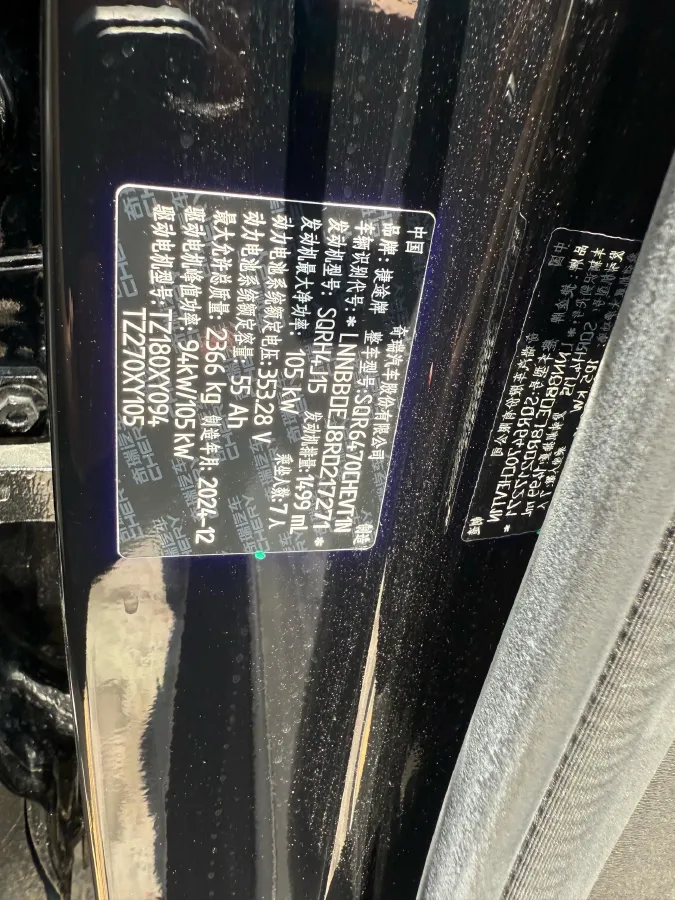 中国 奇瑞汽车股份有限公司 制造
品牌：捷途牌 整车型号：SQR6470CHEVT1N
车辆识别代号：*LNNBBDEJ8RD217271*
发动机型号：SQRH4J15 发动机排量：1499 ml
发动机最大净功率：105 kW
动力电池系统额定电压：353.28 V 乘坐人数：7人
动力电池系统额定容量：55 Ah
最大允许总质量：2366 kg 制造年月：2024-12
驱动电机峰值功率：94kW/105kW
驱动电机型号：TZ180XY094
TZ270XY105